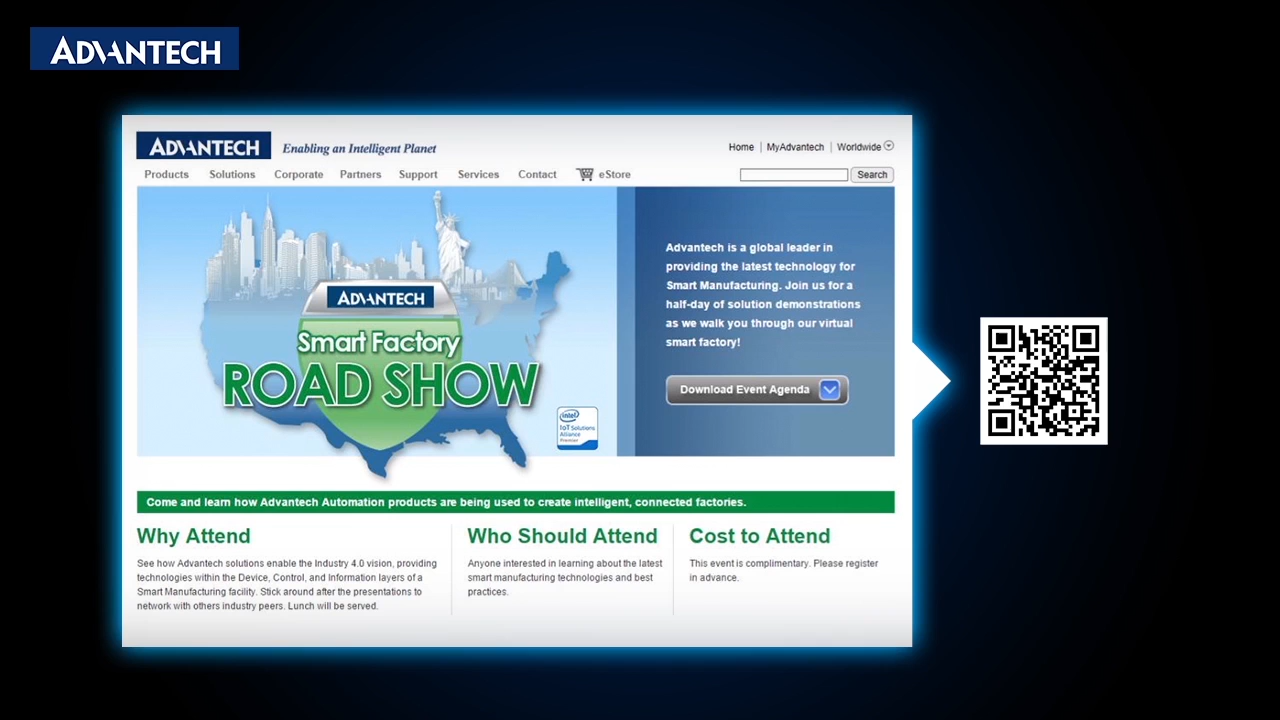 ADVANTECH
ADVANTECH Enabling an Intelligent Planet
Home | MyAdvantech | Worldwide
Products Solutions Corporate Partners Support Services Contact eStore
Search
ADVANTECH
Smart Factory
ROAD SHOW
intel
IoT Solutions
Alliance
Premier
Advantech is a global leader in
providing the latest technology for
Smart Manufacturing. Join us for a
half-day of solution demonstrations
as we walk you through our virtual
smart factory!
Download Event Agenda
Come and learn how Advantech Automation products are being used to create intelligent, connected factories.
Why Attend
See how Advantech solutions enable the Industry 4.0 vision, providing
technologies within the Device, Control, and Information layers of a
Smart Manufacturing facility. Stick around after the presentations to
network with others industry peers. Lunch will be served.
Who Should Attend
Anyone interested in learning about the latest
smart manufacturing technologies and best
practices.
Cost to Attend
This event is complimentary. Please register
in advance.